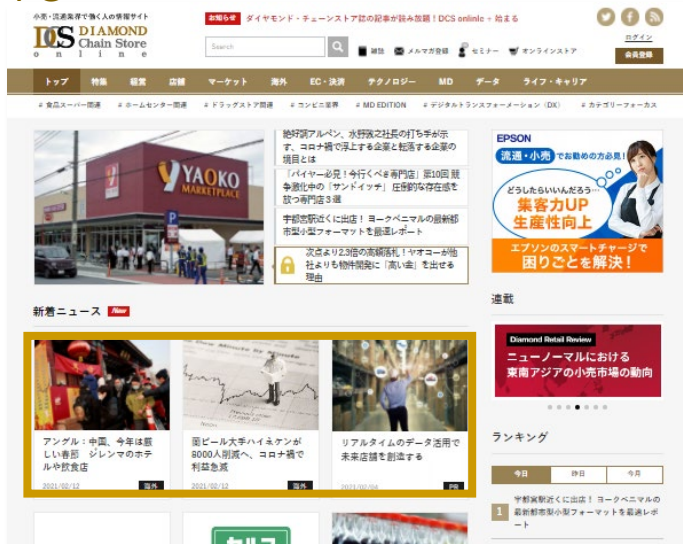 小売・流通業界で働く人の情報サイト
DCS DIAMOND
Chain Store
online
お知らせ ダイヤモンド・チェーンストア誌の記事が読み放題！DCS onlinle + 始まる
Search
雑誌 メルマガ登録 セミナー オンラインストア
ログイン
会員登録
トップ 特集 経営 店舗 マーケット 海外 EC・決済 テクノロジー MD データ ライフ・キャリア
# 食品スーパー関連 # ホームセンター関連 # ドラッグストア関連 # コンビニ業界 # MD EDITION # デジタルトランスフォーメーション（DX） # カテゴリーフォーカス
YAOKO
MARKETPLACE
P
絶好調アルペン、水野敦之社長の打ち手が示
す、コロナ禍で浮上する企業と転落する企業の
境目とは
「バイヤー必見！今行くべき専門店」第10回 競
争激化中の「サンドイッチ」 圧倒的な存在感を
放つ専門店３選
宇都宮駅近くに出店！ ヨークベニマルの最新都
市型小型フォーマットを最速レポート
次点より2.3倍の高額落札！ヤオコーが他
社よりも物件開発に「高い金」を出せる
理由
EPSON
流通・小売でお勤めの方必見！
どうしたらいいんだろう…
集客力UP
生産性向上
エプソンのスマートチャージで
困りごとを解決！
新着ニュース New
アングル：中国、今年は厳
しい春節 ジレンマのホテ
ルや飲食店
2021/02/12 海外
蘭ビール大手ハイネケンが
8000人削減へ、コロナ禍で
利益急減
2021/02/12 海外
リアルタイムのデータ活用で
未来店舗を創造する
2021/02/04 PR
連載
Diamond Retail Review
ニューノーマルにおける
東南アジアの小売市場の動向
ランキング
今日 昨日 今月
1 宇都宮駅近くに出店！ ヨークベニマルの
最新都市型小型フォーマットを最速レポ
ート